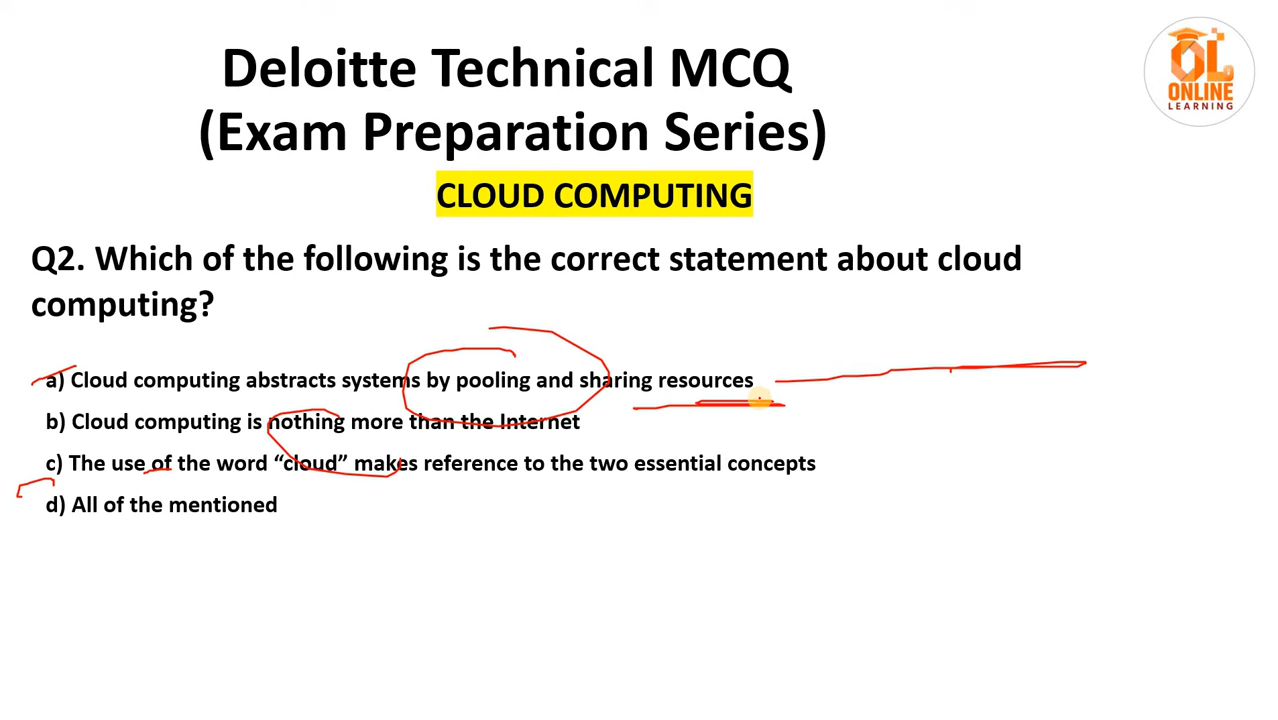 Deloitte Technical MCQ
(Exam Preparation Series)
OL
ONLINE
LEARNING
CLOUD COMPUTING
Q2. Which of the following is the correct statement about cloud
computing?
a) Cloud computing abstracts systems by pooling and sharing resources
b) Cloud computing is nothing more than the Internet
c) The use of the word “cloud” makes reference to the two essential concepts
d) All of the mentioned